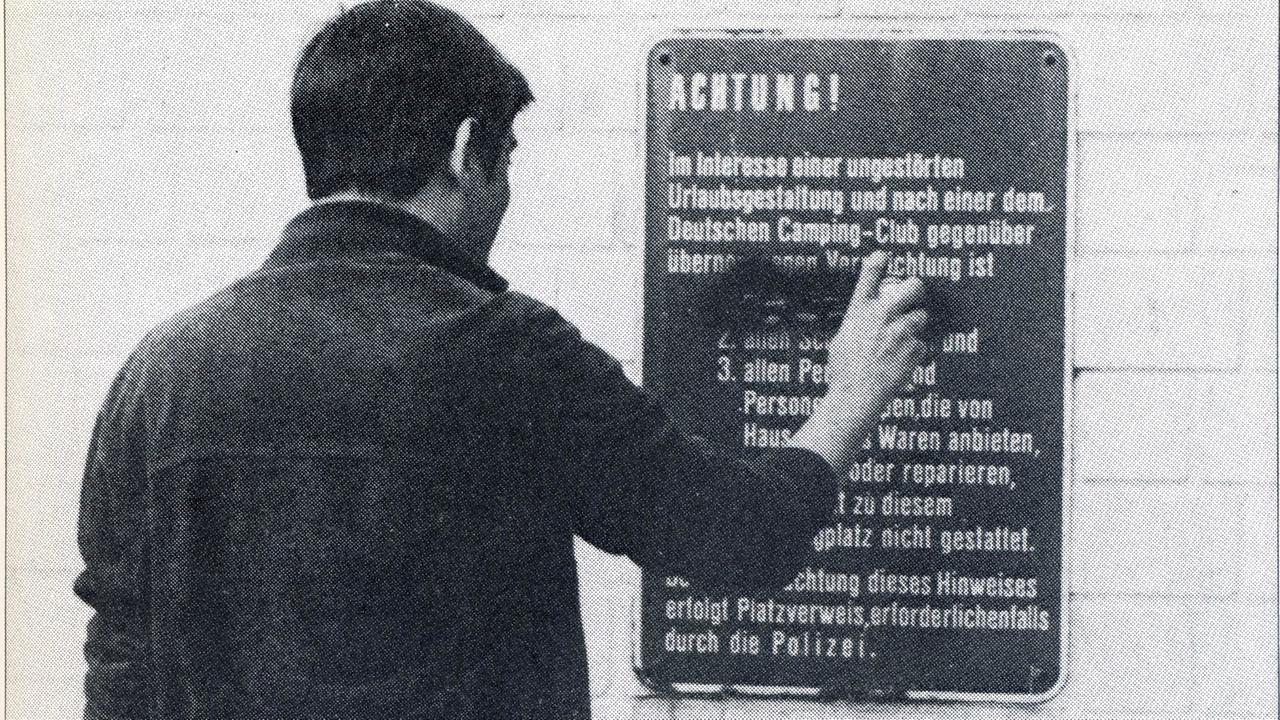 ACHTUNG!
Im Interesse einer ungestörten
Urlaubsgestaltung und nach einer dem
Deutschen Camping-Club gegenüber
ist
2. allen und
3. allen
die von
Waren anbieten,
oder reparieren,
zu diesem
nicht gestattet.
dieses Hinweises
erfolgt Platzverweis, erforderlichenfalls
durch die Polizei.